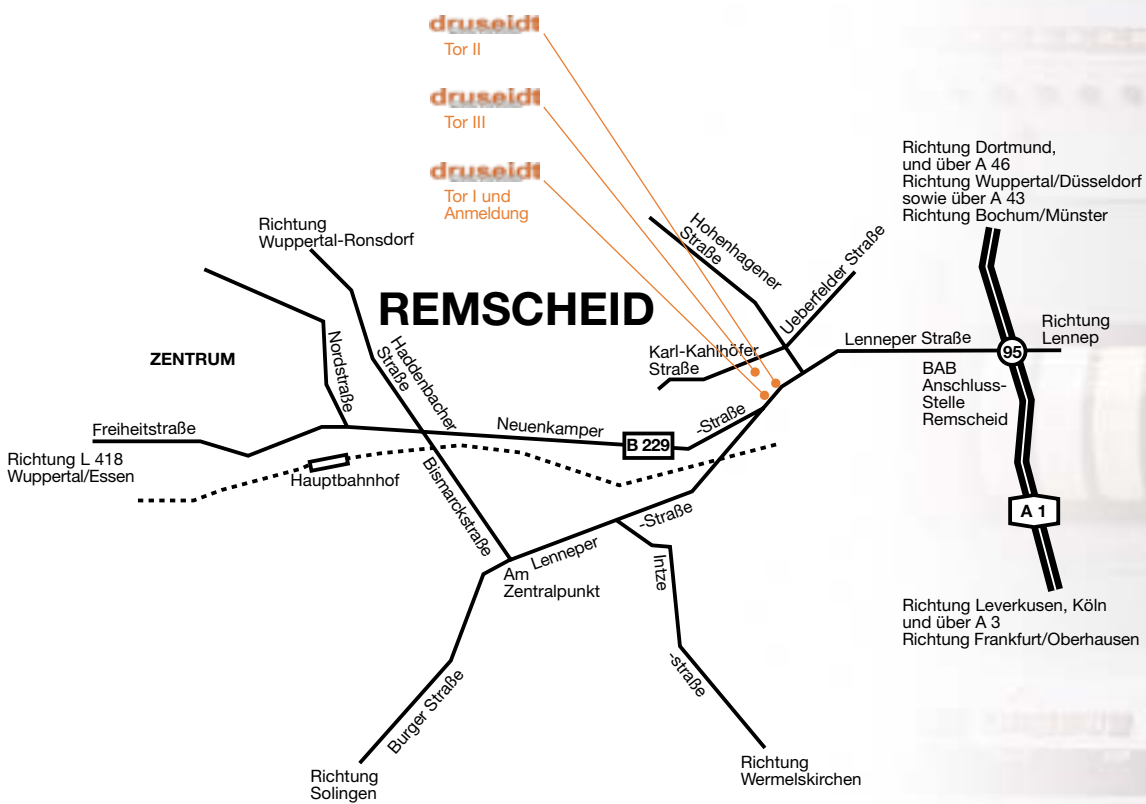 druseidt
Tor II
druseidt
Tor III
druseidt
Tor I und
Anmeldung
Richtung Dortmund,
und über A 46
Richtung Wuppertal/Düsseldorf
sowie über A 43
Richtung Bochum/Münster
Richtung
Wuppertal-Ronsdorf
Hohenhagener
Straße
Ueberfelder Straße
REMSCHEID
ZENTRUM
Nordstraße
Haddenbacher
Straße
Karl-Kahlhöfer
Straße
Lenneper Straße
95
Richtung
Lennep
BAB
Anschluss-
Stelle
Remscheid
Freiheitstraße
Neuenkamper
B 229
-Straße
Richtung L 418
Wuppertal/Essen
Hauptbahnhof
Bismarckstraße
A 1
Lenneper
-Straße
Am
Zentralpunkt
Intze
-straße
Richtung Leverkusen, Köln
und über A 3
Richtung Frankfurt/Oberhausen
Burger Straße
Richtung
Solingen
Richtung
Wermelskirchen